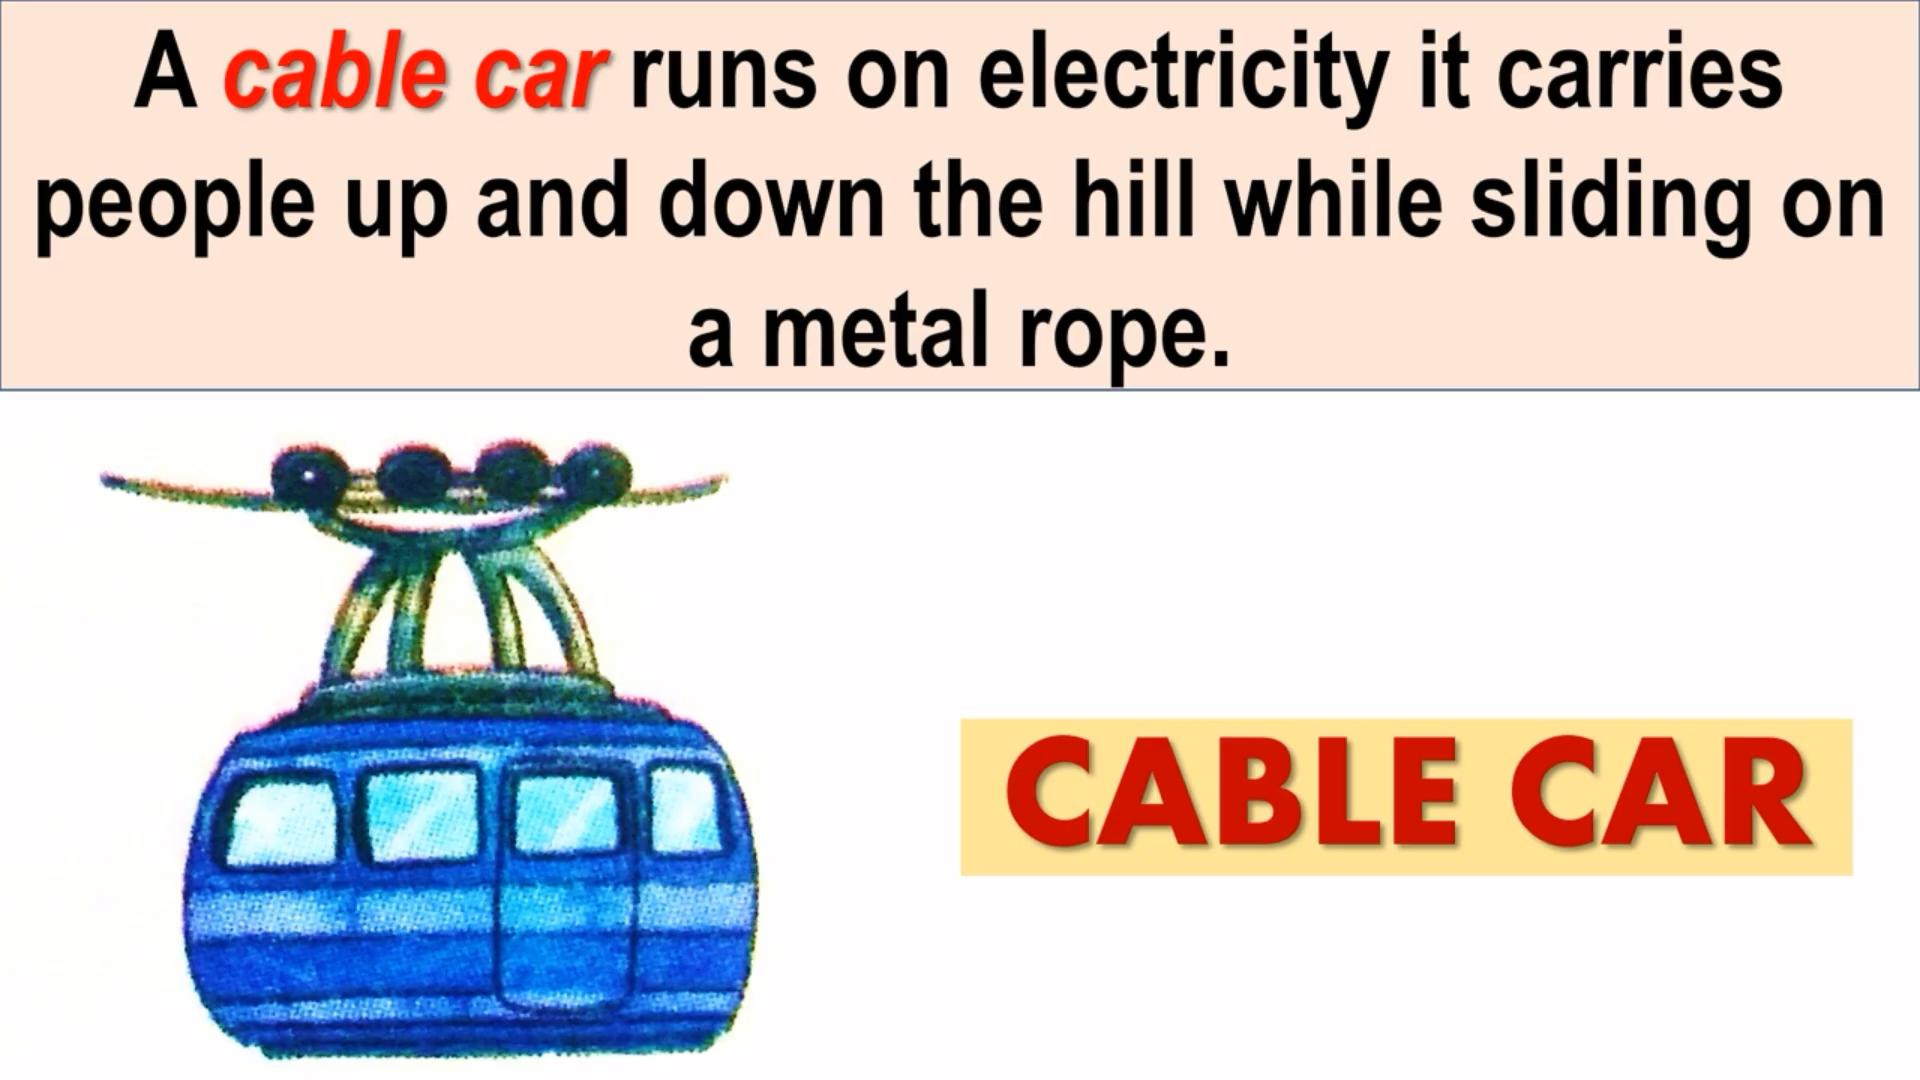 A cable car runs on electricity it carries
people up and down the hill while sliding on
a metal rope.
CABLE CAR